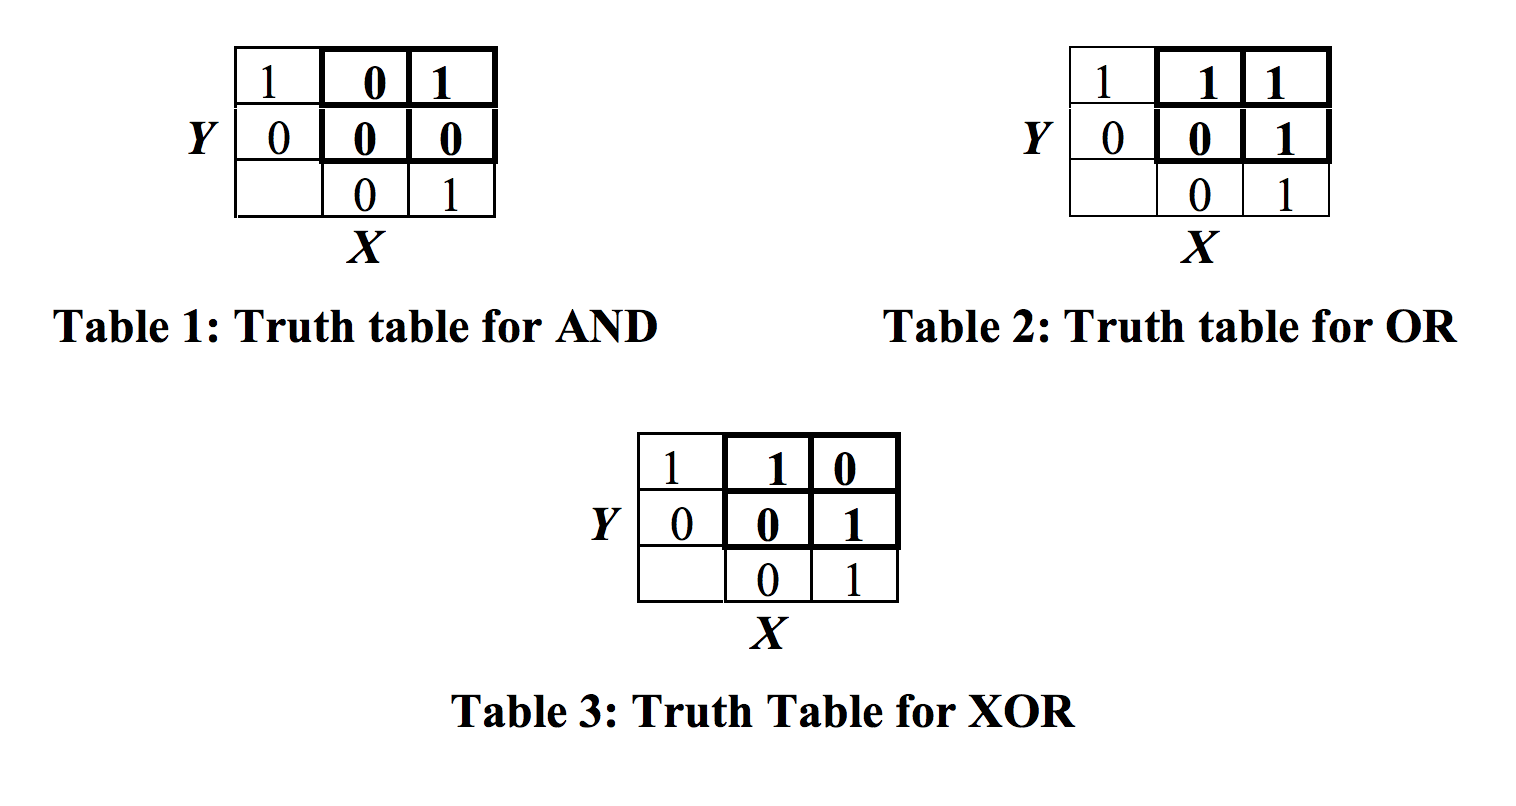 1 0 1
Y 0 0 0
0 1
X
Table 1: Truth table for AND
1 1 1
Y 0 0 1
0 1
X
Table 2: Truth table for OR
1 1 0
Y 0 0 1
0 1
X
Table 3: Truth Table for XOR